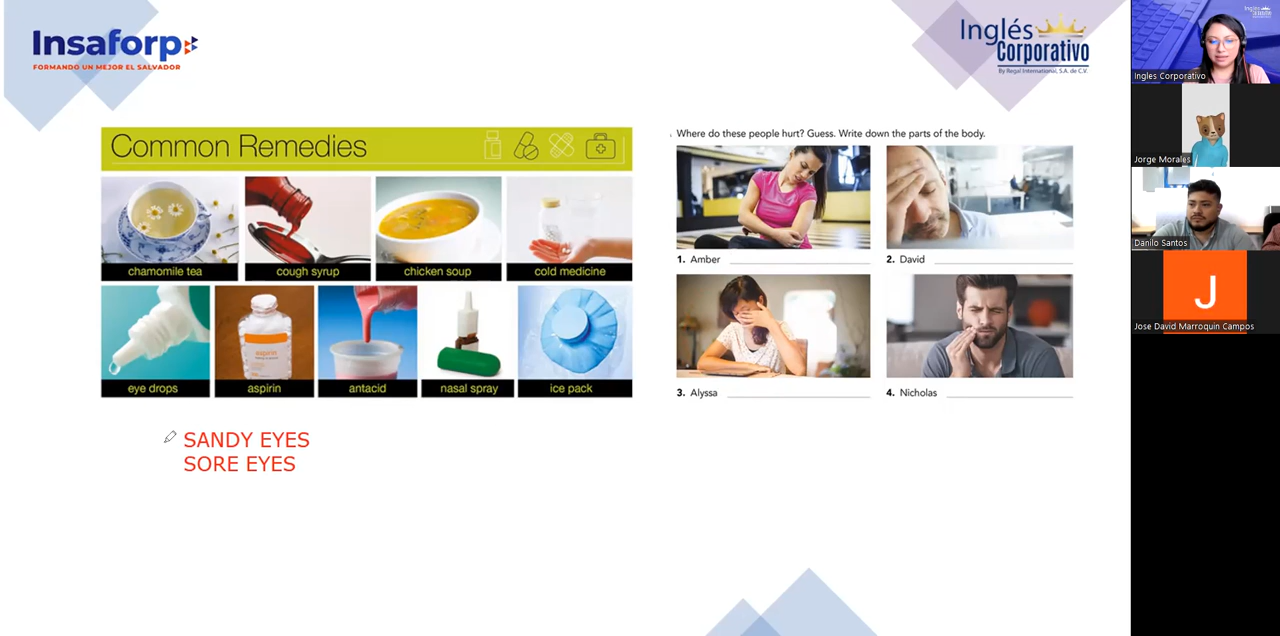 Insaforp
FORMANDO UN MEJOR EL SALVADOR
Inglés
Corporativo
By Regal International, S.A. de C.V.
Common Remedies
chamomile tea
cough syrup
chicken soup
cold medicine
eye drops
aspirin
antacid
nasal spray
ice pack
SANDY EYES
SORE EYES
Where do these people hurt? Guess. Write down the parts of the body.
1. Amber
2. David
3. Alyssa
4. Nicholas
Ingles Corporativo
Jorge Morales
Danilo Santos
J
Jose David Marroquin Campos